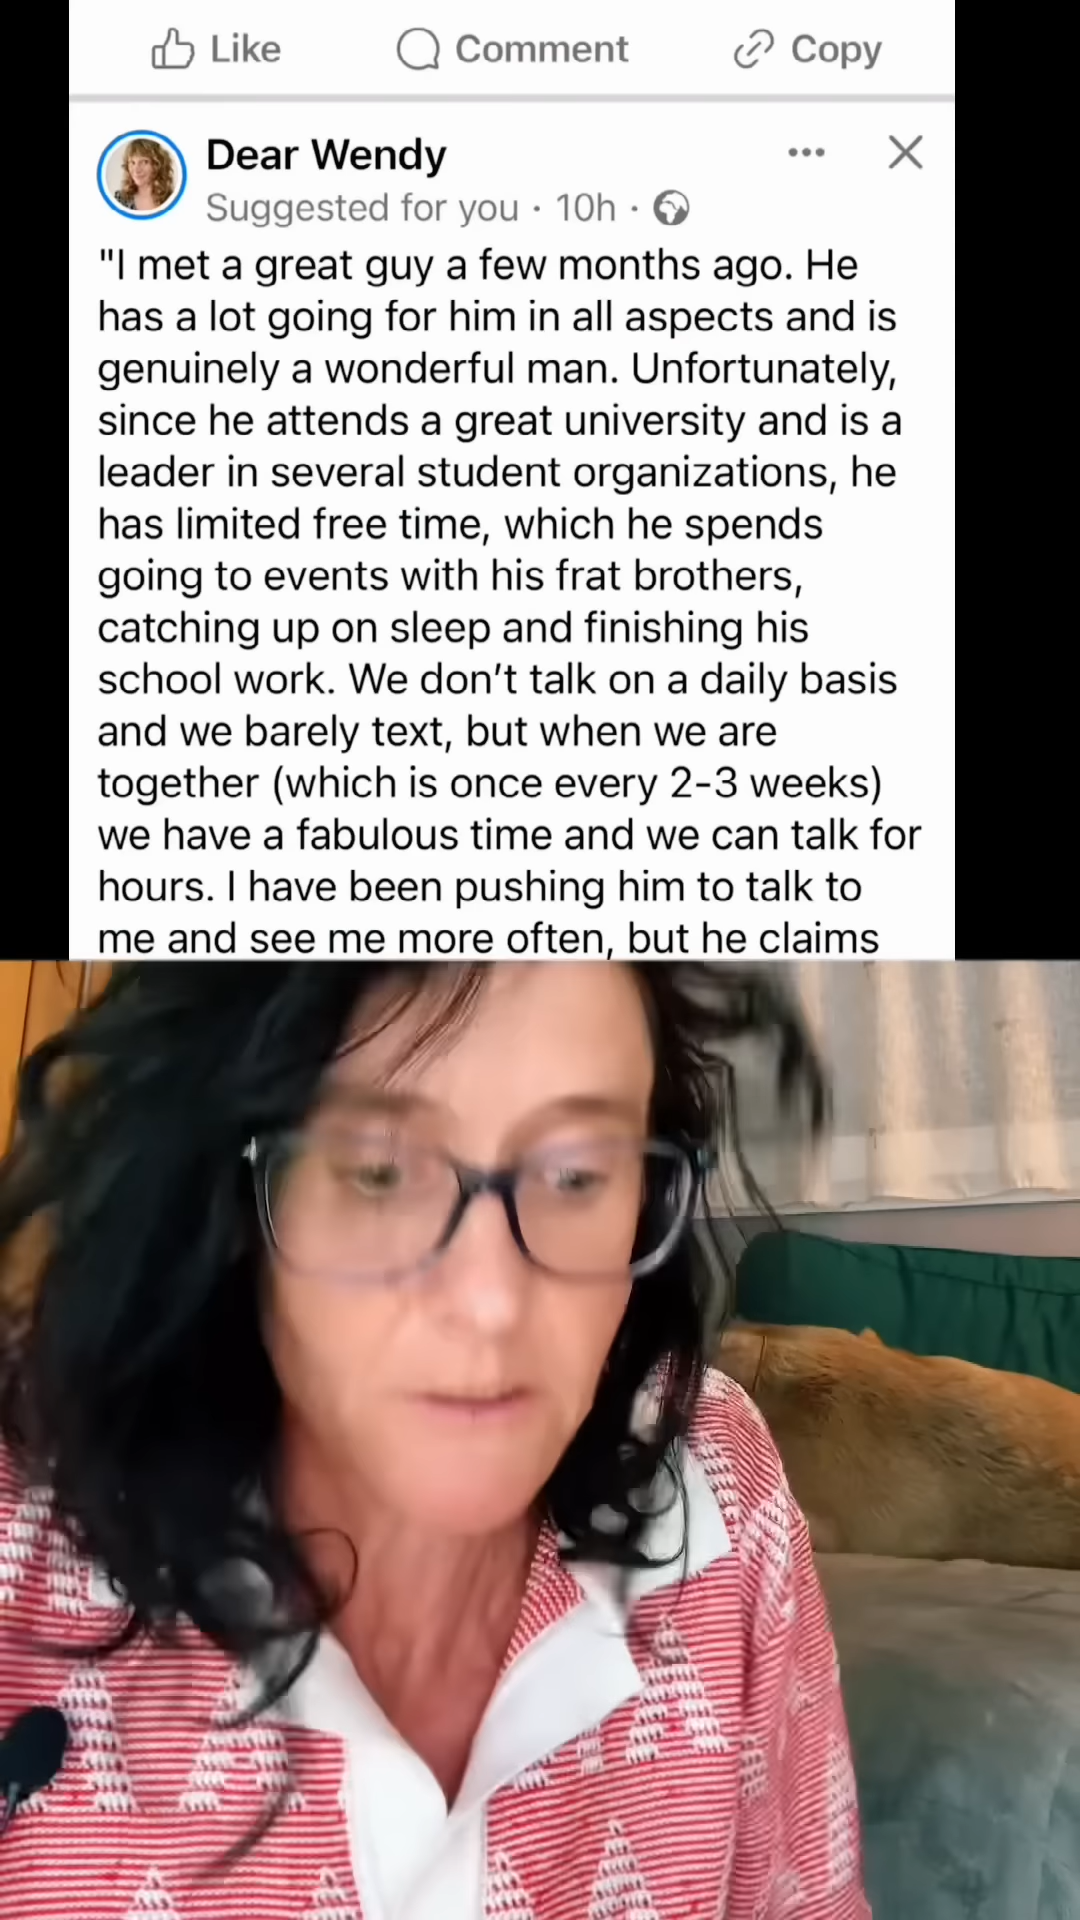 Like Comment Copy
Dear Wendy
Suggested for you · 10h ·
"I met a great guy a few months ago. He
has a lot going for him in all aspects and is
genuinely a wonderful man. Unfortunately,
since he attends a great university and is a
leader in several student organizations, he
has limited free time, which he spends
going to events with his frat brothers,
catching up on sleep and finishing his
school work. We don't talk on a daily basis
and we barely text, but when we are
together (which is once every 2-3 weeks)
we have a fabulous time and we can talk for
hours. I have been pushing him to talk to
me and see me more often, but he claims